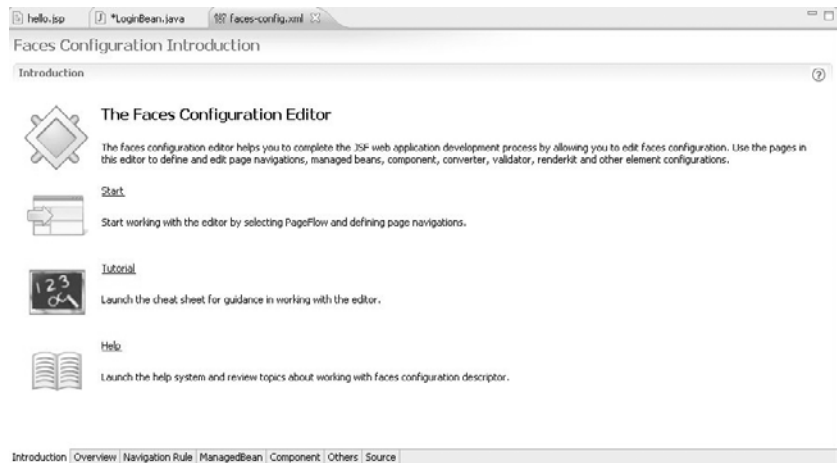 hello.jsp *LoginBean.java faces-config.xml
Faces Configuration Introduction
Introduction
The Faces Configuration Editor
The faces configuration editor helps you to complete the JSF web application development process by allowing you to edit faces configuration. Use the pages in
this editor to define and edit page navigations, managed beans, component, converter, validator, renderkit and other element configurations.
Start
Start working with the editor by selecting PageFlow and defining page navigations.
Tutorial
Launch the cheat sheet for guidance in working with the editor.
Help
Launch the help system and review topics about working with faces configuration descriptor.
Introduction Overview Navigation Rule ManagedBean Component Others Source